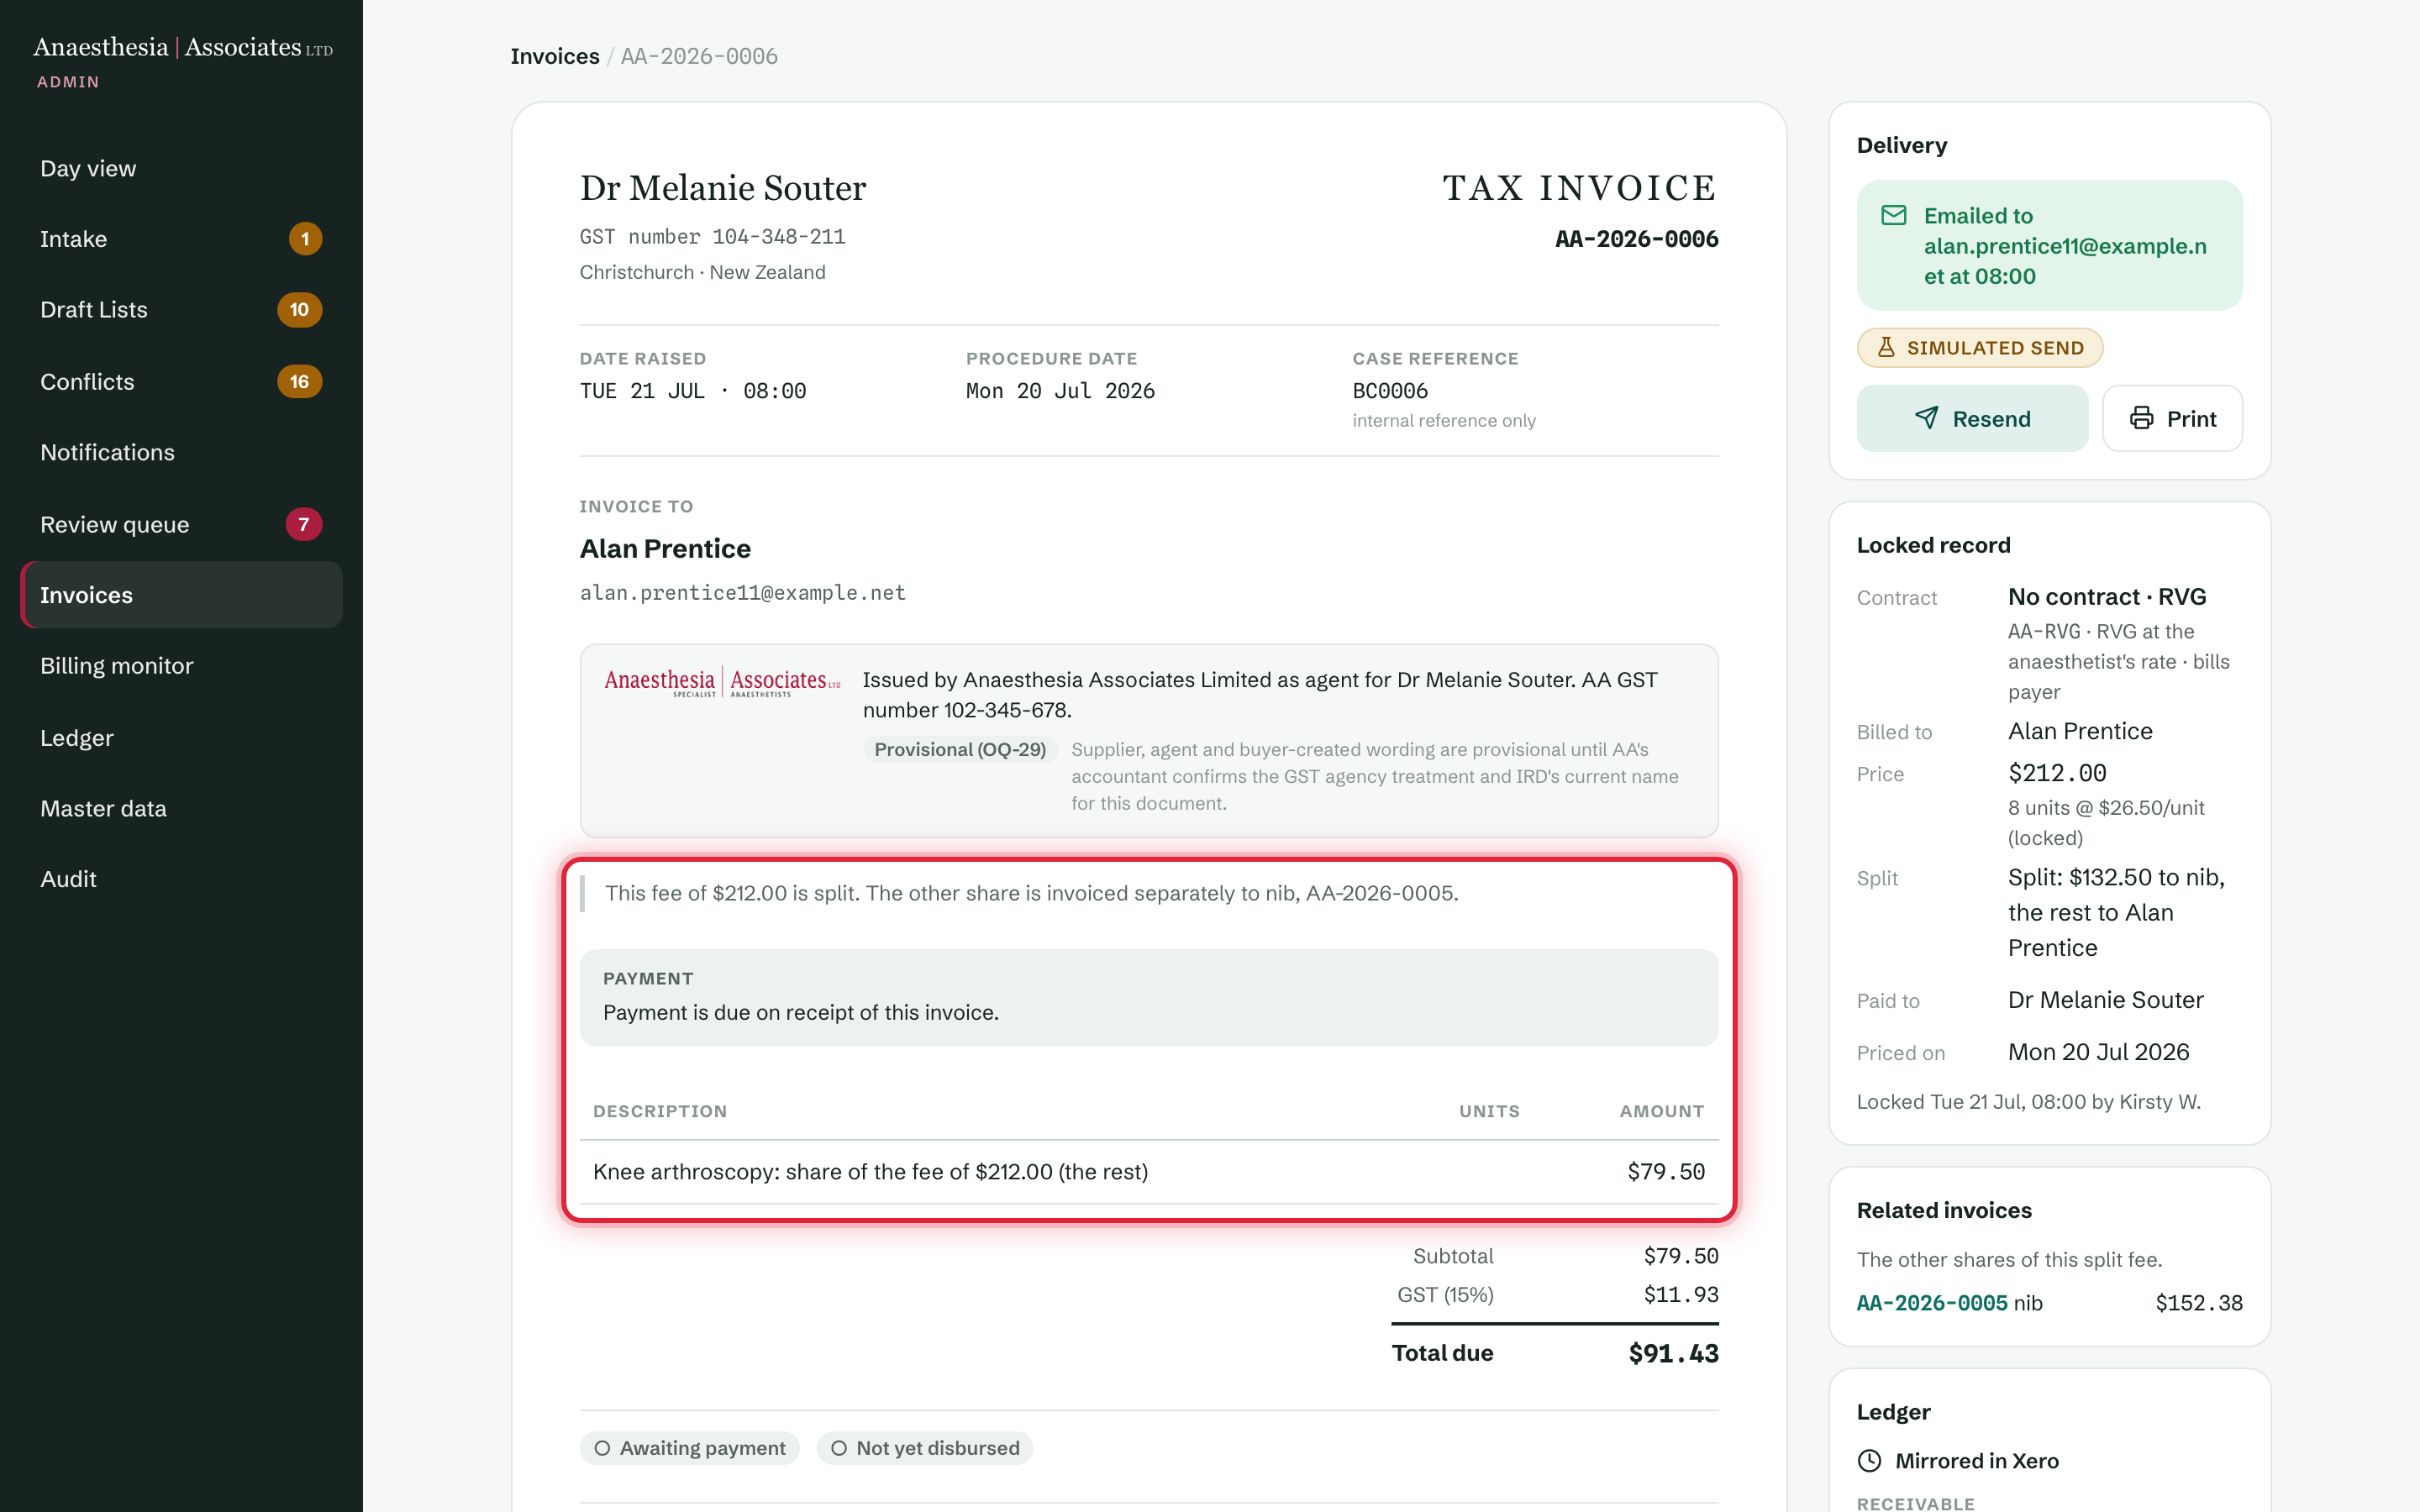 Anaesthesia | Associates LTD
ADMIN
Day view
Intake 1
Draft Lists 10
Conflicts 16
Notifications
Review queue 7
Invoices
Billing monitor
Ledger
Master data
Audit
Invoices / AA-2026-0006
Dr Melanie Souter
GST number 104-348-211
Christchurch · New Zealand
TAX INVOICE
AA-2026-0006
DATE RAISED
TUE 21 JUL · 08:00
PROCEDURE DATE
Mon 20 Jul 2026
CASE REFERENCE
BC0006
internal reference only
INVOICE TO
Alan Prentice
alan.prentice11@example.net
Anaesthesia | Associates LTD
SPECIALIST ANAESTHETISTS
Issued by Anaesthesia Associates Limited as agent for Dr Melanie Souter. AA GST
number 102-345-678.
Provisional (OQ-29)
Supplier, agent and buyer-created wording are provisional until AA's
accountant confirms the GST agency treatment and IRD's current name
for this document.
This fee of $212.00 is split. The other share is invoiced separately to nib, AA-2026-0005.
PAYMENT
Payment is due on receipt of this invoice.
DESCRIPTION UNITS AMOUNT
Knee arthroscopy: share of the fee of $212.00 (the rest) $79.50
Subtotal $79.50
GST (15%) $11.93
Total due $91.43
Awaiting payment
Not yet disbursed
Delivery
Emailed to
alan.prentice11@example.n
et at 08:00
SIMULATED SEND
Resend
Print
Locked record
Contract No contract · RVG
AA-RVG · RVG at the
anaesthetist's rate · bills
payer
Billed to Alan Prentice
Price $212.00
8 units @ $26.50/unit
(locked)
Split Split: $132.50 to nib,
the rest to Alan
Prentice
Paid to Dr Melanie Souter
Priced on Mon 20 Jul 2026
Locked Tue 21 Jul, 08:00 by Kirsty W.
Related invoices
The other shares of this split fee.
AA-2026-0005 nib $152.38
Ledger
Mirrored in Xero
RECEIVABLE